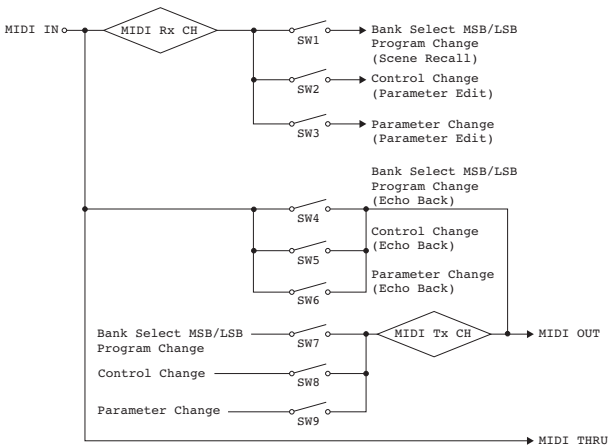 MIDI IN
MIDI Rx CH
SW1
Bank Select MSB/LSB
Program Change
(Scene Recall)
SW2
Control Change
(Parameter Edit)
SW3
Parameter Change
(Parameter Edit)
Bank Select MSB/LSB
Program Change
(Echo Back)
SW4
Control Change
(Echo Back)
SW5
Parameter Change
(Echo Back)
SW6
Bank Select MSB/LSB
Program Change
SW7
MIDI Tx CH
MIDI OUT
Control Change
SW8
Parameter Change
SW9
MIDI THRU